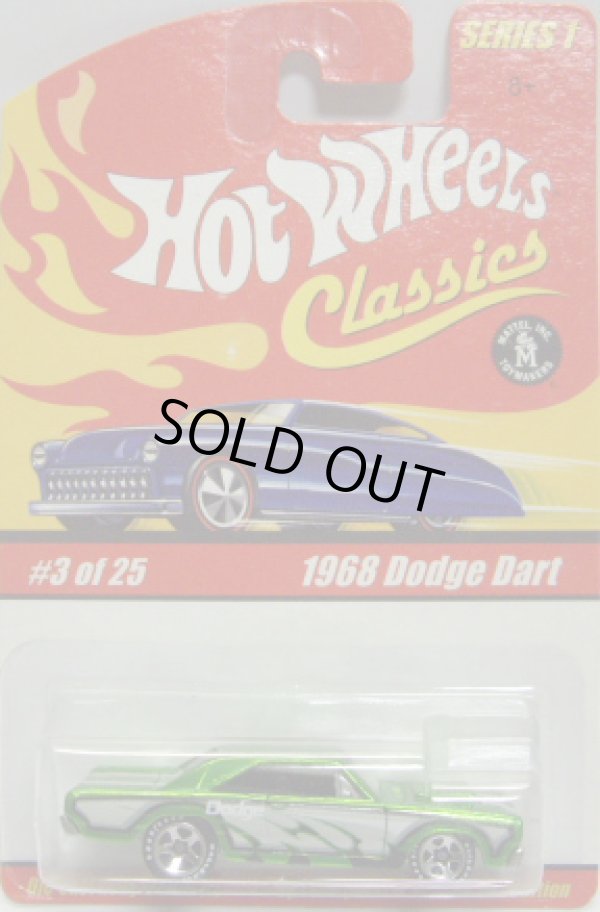 SERIES 1
8+
Hot Wheels
Classics
MATTEL, INC.
M
TOYMAKERS
SOLD OUT
#3 of 25
1968 Dodge Dart
Dodge